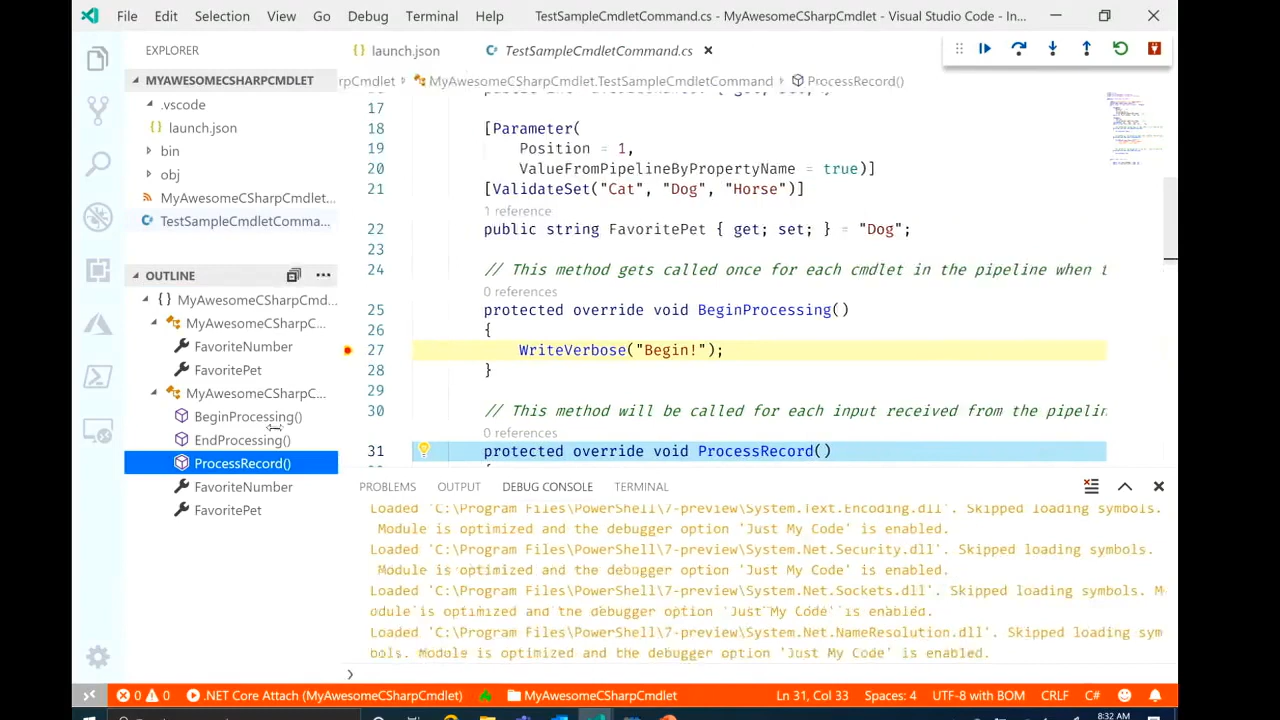 File Edit Selection View Go Debug Terminal Help TestSampleCmdletCommand.cs - MyAwesomeCSharpCmdlet - Visual Studio Code - In...
EXPLORER
launch.json TestSampleCmdletCommand.cs
MYAWESOMECSHARPCMDLET
rpCmdlet MyAwesomeCSharpCmdlet.TestSampleCmdletCommand ProcessRecord()
.vscode
launch.json
bin
obj
MyAwesomeCSharpCmdlet...
TestSampleCmdletComma...
OUTLINE
{} MyAwesomeCSharpCmd...
MyAwesomeCSharpC...
FavoriteNumber
FavoritePet
MyAwesomeCSharpC...
BeginProcessing()
EndProcessing()
ProcessRecord()
FavoriteNumber
FavoritePet
17
18 [Parameter(
19 Position = 1,
20 ValueFromPipelineByPropertyName = true)]
21 [ValidateSet("Cat", "Dog", "Horse")]
1 reference
22 public string FavoritePet { get; set; } = "Dog";
23
24 // This method gets called once for each cmdlet in the pipeline when t
0 references
25 protected override void BeginProcessing()
26 {
27 WriteVerbose("Begin!");
28 }
29
30 // This method will be called for each input received from the pipelin
0 references
31 protected override void ProcessRecord()
PROBLEMS OUTPUT DEBUG CONSOLE TERMINAL
Loaded 'C:\Program Files\PowerShell\7-preview\System.Text.Encoding.dll'. Skipped loading symbols.
Module is optimized and the debugger option 'Just My Code' is enabled.
Loaded 'C:\Program Files\PowerShell\7-preview\System.Net.Security.dll'. Skipped loading symbols.
Module is optimized and the debugger option 'Just My Code' is enabled.
Loaded 'C:\Program Files\PowerShell\7-preview\System.Net.Sockets.dll'. Skipped loading symbols. M
odule is optimized and the debugger option 'Just My Code' is enabled.
Loaded 'C:\Program Files\PowerShell\7-preview\System.Net.NameResolution.dll'. Skipped loading sym
bols. Module is optimized and the debugger option 'Just My Code' is enabled.
0 0 .NET Core Attach (MyAwesomeCSharpCmdlet) MyAwesomeCSharpCmdlet Ln 31, Col 33 Spaces: 4 UTF-8 with BOM CRLF C#
8:32 AM